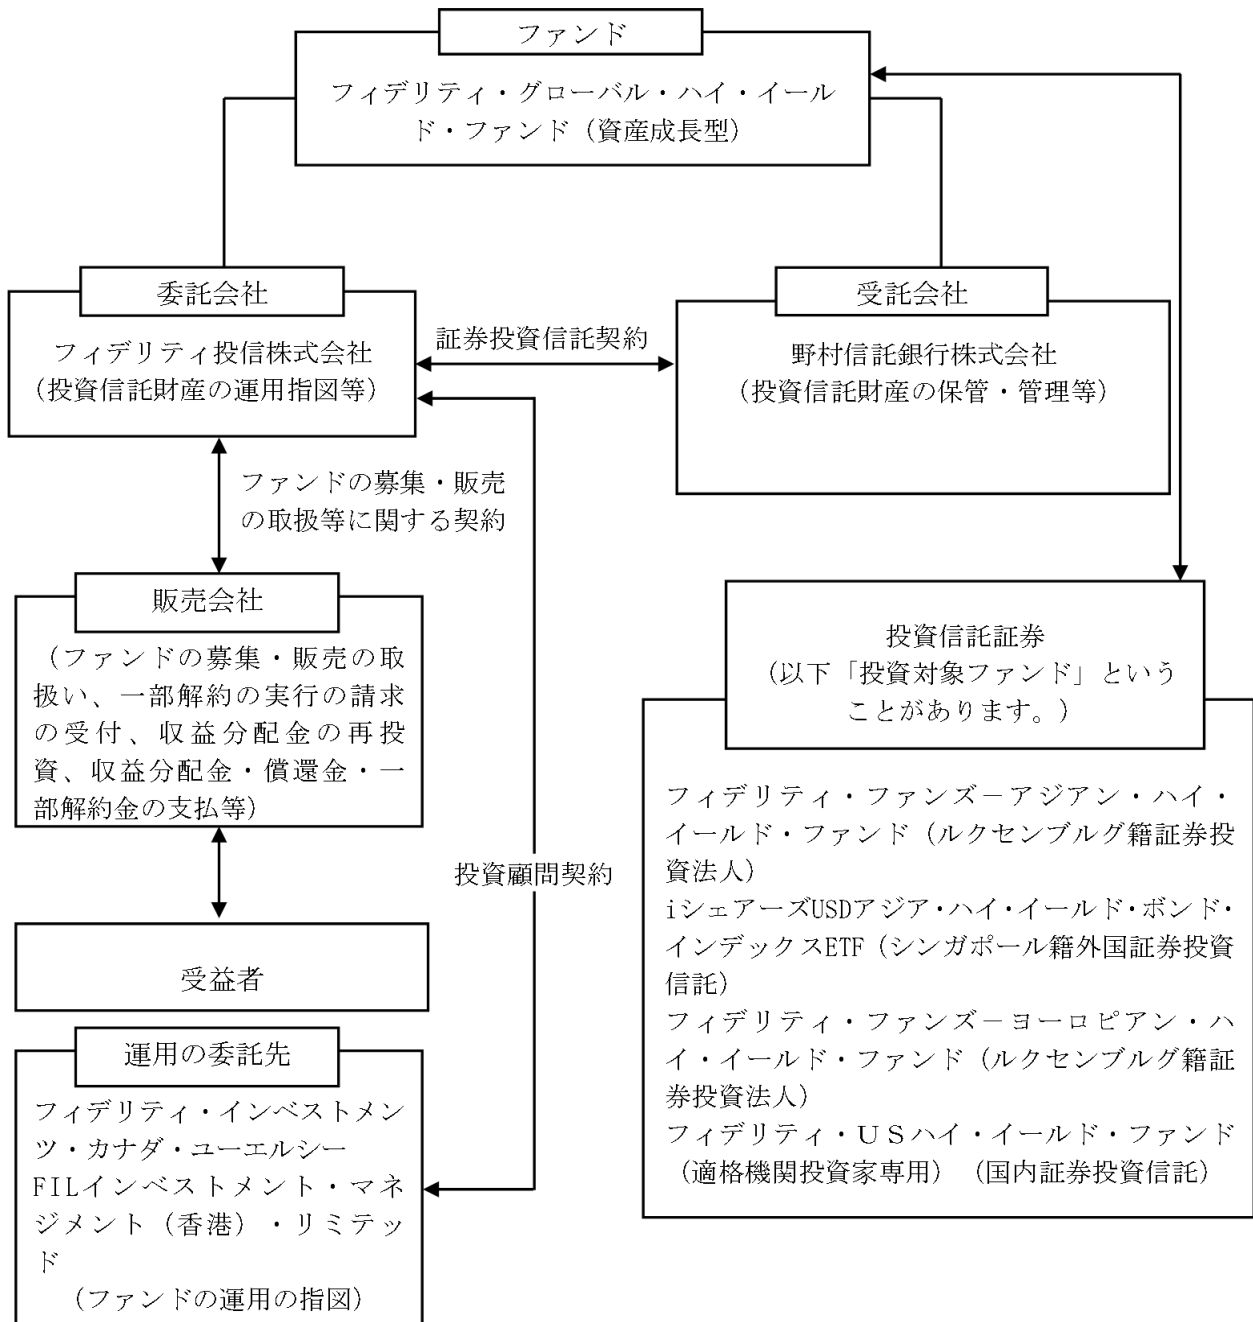 ファンド
フィデリティ・グローバル・ハイ・イール
ド・ファンド（資産成長型）
委託会社
フィデリティ投信株式会社
（投資信託財産の運用指図等）
証券投資信託契約
受託会社
野村信託銀行株式会社
（投資信託財産の保管・管理等）
ファンドの募集・販売
の取扱等に関する契約
販売会社
（ファンドの募集・販売の取
扱い、一部解約の実行の請求
の受付、収益分配金の再投
資、収益分配金・償還金・一
部解約金の支払等）
投資顧問契約
受益者
運用の委託先
フィデリティ・インベストメン
ツ・カナダ・ユーエルシー
FILインベストメント・マネ
ジメント（香港）・リミテッ
ド
（ファンドの運用の指図）
投資信託証券
（以下「投資対象ファンド」という
ことがあります。）
フィデリティ・ファンズ－アジアン・ハイ・
イールド・ファンド（ルクセンブルグ籍証券投
資法人）
iシェアーズUSDアジア・ハイ・イールド・ボンド・
インデックスETF（シンガポール籍外国証券投資
信託）
フィデリティ・ファンズ－ヨーロピアン・ハ
イ・イールド・ファンド（ルクセンブルグ籍証
券投資法人）
フィデリティ・ＵＳハイ・イールド・ファンド
（適格機関投資家専用）（国内証券投資信託）